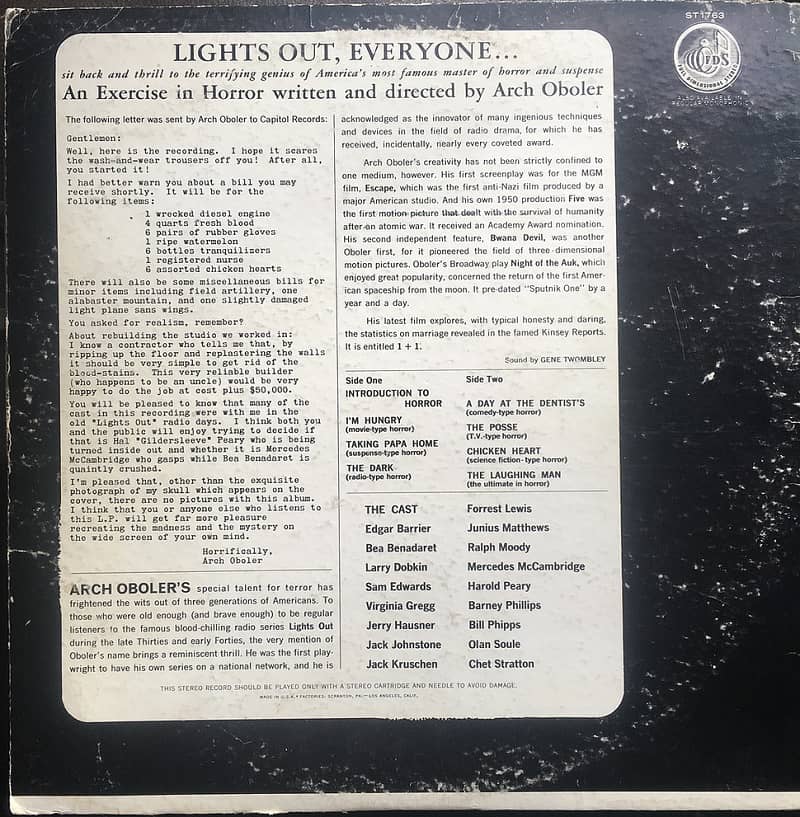 ST1763
FDS
FULL DIMENSIONAL STEREO
ALSO AVAILABLE IN
REGULAR MONOPHONIC
LIGHTS OUT, EVERYONE...
sit back and thrill to the terrifying genius of America's most famous master of horror and suspense
An Exercise in Horror written and directed by Arch Oboler
The following letter was sent by Arch Oboler to Capitol Records:
Gentlemen:
Well, here is the recording. I hope it scares
the wash-and-wear trousers off you! After all,
you started it!
I had better warn you about a bill you may
receive shortly. It will be for the
following items:
1 wrecked diesel engine
4 quarts fresh blood
6 pairs of rubber gloves
1 ripe watermelon
6 bottles tranquilizers
1 registered nurse
6 assorted chicken hearts
There will also be some miscellaneous bills for
minor items including field artillery, one
alabaster mountain, and one slightly damaged
light plane sans wings.
You asked for realism, remember?
About rebuilding the studio we worked in:
I know a contractor who tells me that, by
ripping up the floor and replastering the walls
it should be very simple to get rid of the
blood-stains. This very reliable builder
(who happens to be an uncle) would be very
happy to do the job at cost plus $50,000.
You will be pleased to know that many of the
cast in this recording were with me in the
old "Lights Out" radio days. I think both you
and the public will enjoy trying to decide if
that is Hal "Gildersleeve" Peary who is being
turned inside out and whether it is Mercedes
McCambridge who gasps while Bea Benadaret is
quaintly crushed.
I'm pleased that, other than the exquisite
photograph of my skull which appears on the
cover, there are no pictures with this album.
I think that you or anyone else who listens to
this L.P. will get far more pleasure
recreating the madness and the mystery on
the wide screen of your own mind.
Horrifically,
Arch Oboler
ARCH OBOLER'S special talent for terror has
frightened the wits out of three generations of Americans. To
those who were old enough (and brave enough) to be regular
listeners to the famous blood-chilling radio series Lights Out
during the late Thirties and early Forties, the very mention of
Oboler's name brings a reminiscent thrill. He was the first play-
wright to have his own series on a national network, and he is
acknowledged as the innovator of many ingenious techniques
and devices in the field of radio drama, for which he has
received, incidentally, nearly every coveted award.
Arch Oboler's creativity has not been strictly confined to
one medium, however. His first screenplay was for the MGM
film, Escape, which was the first anti-Nazi film produced by a
major American studio. And his own 1950 production Five was
the first motion-picture that dealt with the survival of humanity
after an atomic war. It received an Academy Award nomination.
His second independent feature, Bwana Devil, was another
Oboler first, for it pioneered the field of three-dimensional
motion pictures. Oboler's Broadway play Night of the Auk, which
enjoyed great popularity, concerned the return of the first Amer-
ican spaceship from the moon. It pre-dated "Sputnik One" by a
year and a day.
His latest film explores, with typical honesty and daring,
the statistics on marriage revealed in the famed Kinsey Reports.
It is entitled 1 + 1.
Sound by GENE TWOMBLEY
Side One
INTRODUCTION TO
HORROR
I'M HUNGRY
(movie-type horror)
TAKING PAPA HOME
(suspense-type horror)
THE DARK
(radio-type horror)
Side Two
A DAY AT THE DENTIST'S
(comedy-type horror)
THE POSSE
(T.V.-type horror)
CHICKEN HEART
(science fiction-type horror)
THE LAUGHING MAN
(the ultimate in horror)
THE CAST
Edgar Barrier
Bea Benadaret
Larry Dobkin
Sam Edwards
Virginia Gregg
Jerry Hausner
Jack Johnstone
Jack Kruschen
Forrest Lewis
Junius Matthews
Ralph Moody
Mercedes McCambridge
Harold Peary
Barney Phillips
Bill Phipps
Olan Soule
Chet Stratton
THIS STEREO RECORD SHOULD BE PLAYED ONLY WITH A STEREO CARTRIDGE AND NEEDLE TO AVOID DAMAGE.
MADE IN U.S.A. • FACTORIES: SCRANTON, PA.—LOS ANGELES, CALIF.